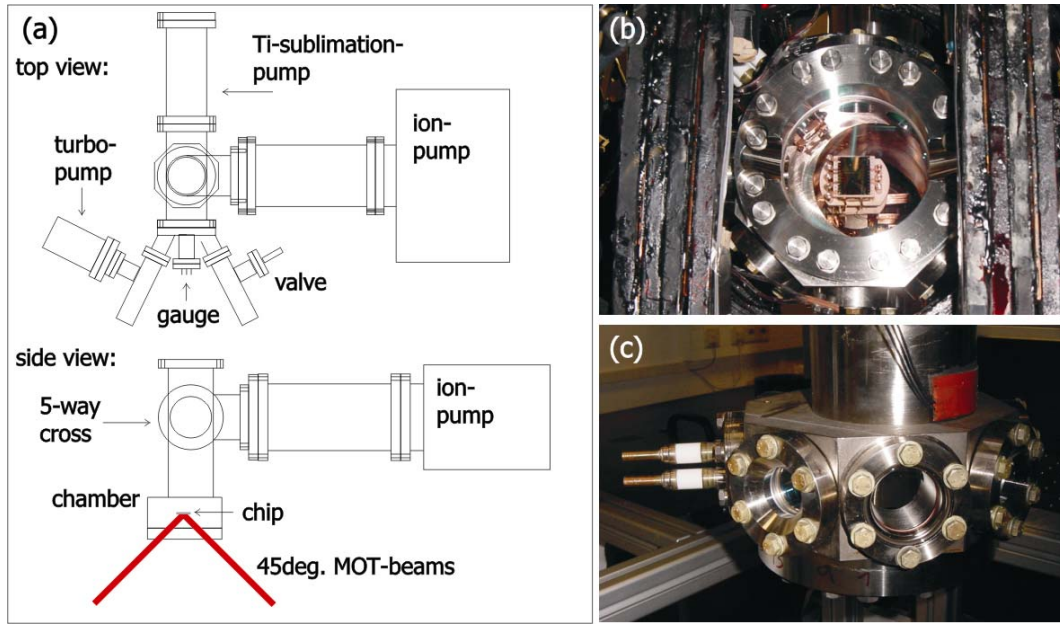 (a)
top view:
Ti-sublimation-
pump
turbo-
pump
ion-
pump
valve
gauge
side view:
5-way
cross
ion-
pump
chamber
chip
45deg. MOT-beams
(b)
(c)